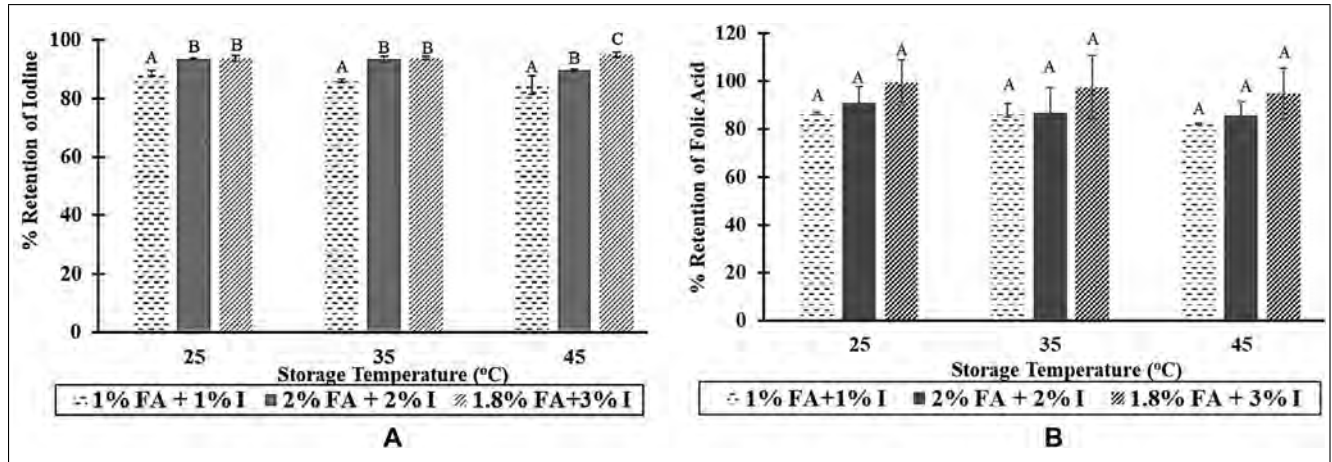 % Retention of Iodine
100
80
60
40
20
0
A B B
A B B
A B C
25 35 45
Storage Temperature (ºC)
1% FA + 1% I 2% FA + 2% I 1.8% FA+3% I
A
% Retention of Folic Acid
120
100
80
60
40
20
0
A A A
A A A
A A A
25 35 45
Storage Temperature (ºC)
1% FA+1% I 2% FA + 2% I 1.8% FA + 3% I
B